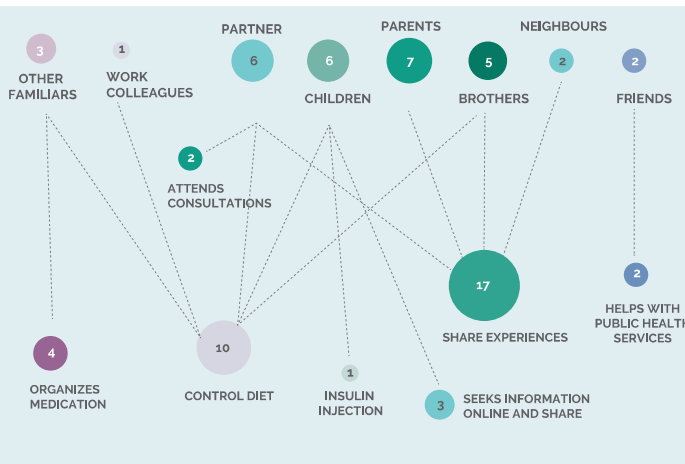 PARTNER
PARENTS
NEIGHBOURS
3
1
6
6
7
5
2
2
OTHER
FAMILIARS
WORK
COLLEAGUES
CHILDREN
BROTHERS
FRIENDS
2
ATTENDS
CONSULTATIONS
17
2
SHARE EXPERIENCES
HELPS WITH
PUBLIC HEALTH
SERVICES
4
10
1
ORGANIZES
MEDICATION
CONTROL DIET
INSULIN
INJECTION
3
SEEKS INFORMATION
ONLINE AND SHARE